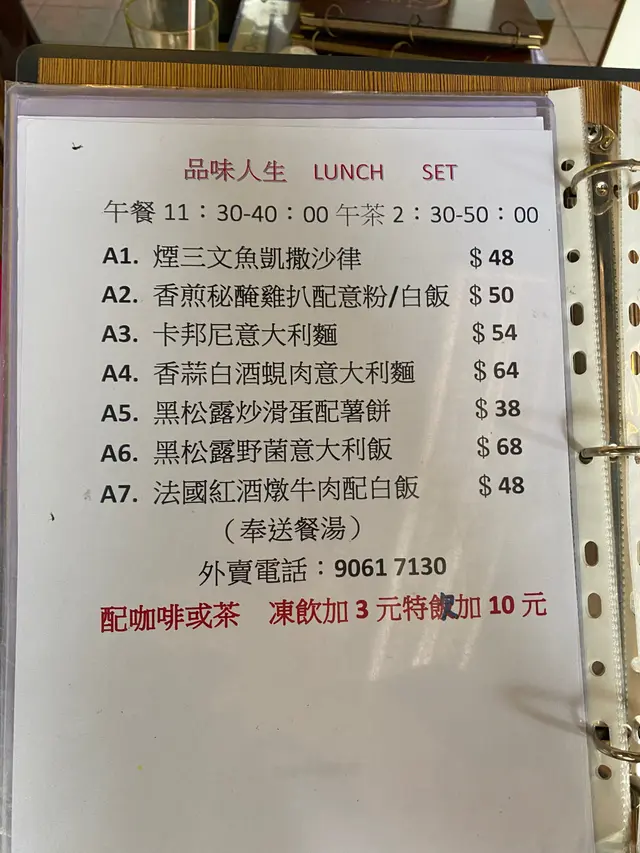 品味人生 LUNCH SET
午餐 11：30-40：00 午茶 2：30-50：00
A1. 煙三文魚凱撒沙律 $ 48
A2. 香煎秘醃雞扒配意粉/白飯 $ 50
A3. 卡邦尼意大利麵 $ 54
A4. 香蒜白酒蜆肉意大利麵 $ 64
A5. 黑松露炒滑蛋配薯餅 $ 38
A6. 黑松露野菌意大利飯 $ 68
A7. 法國紅酒燉牛肉配白飯 $ 48
（奉送餐湯）
外賣電話：9061 7130
配咖啡或茶 凍飲加 3 元特飲加 10 元